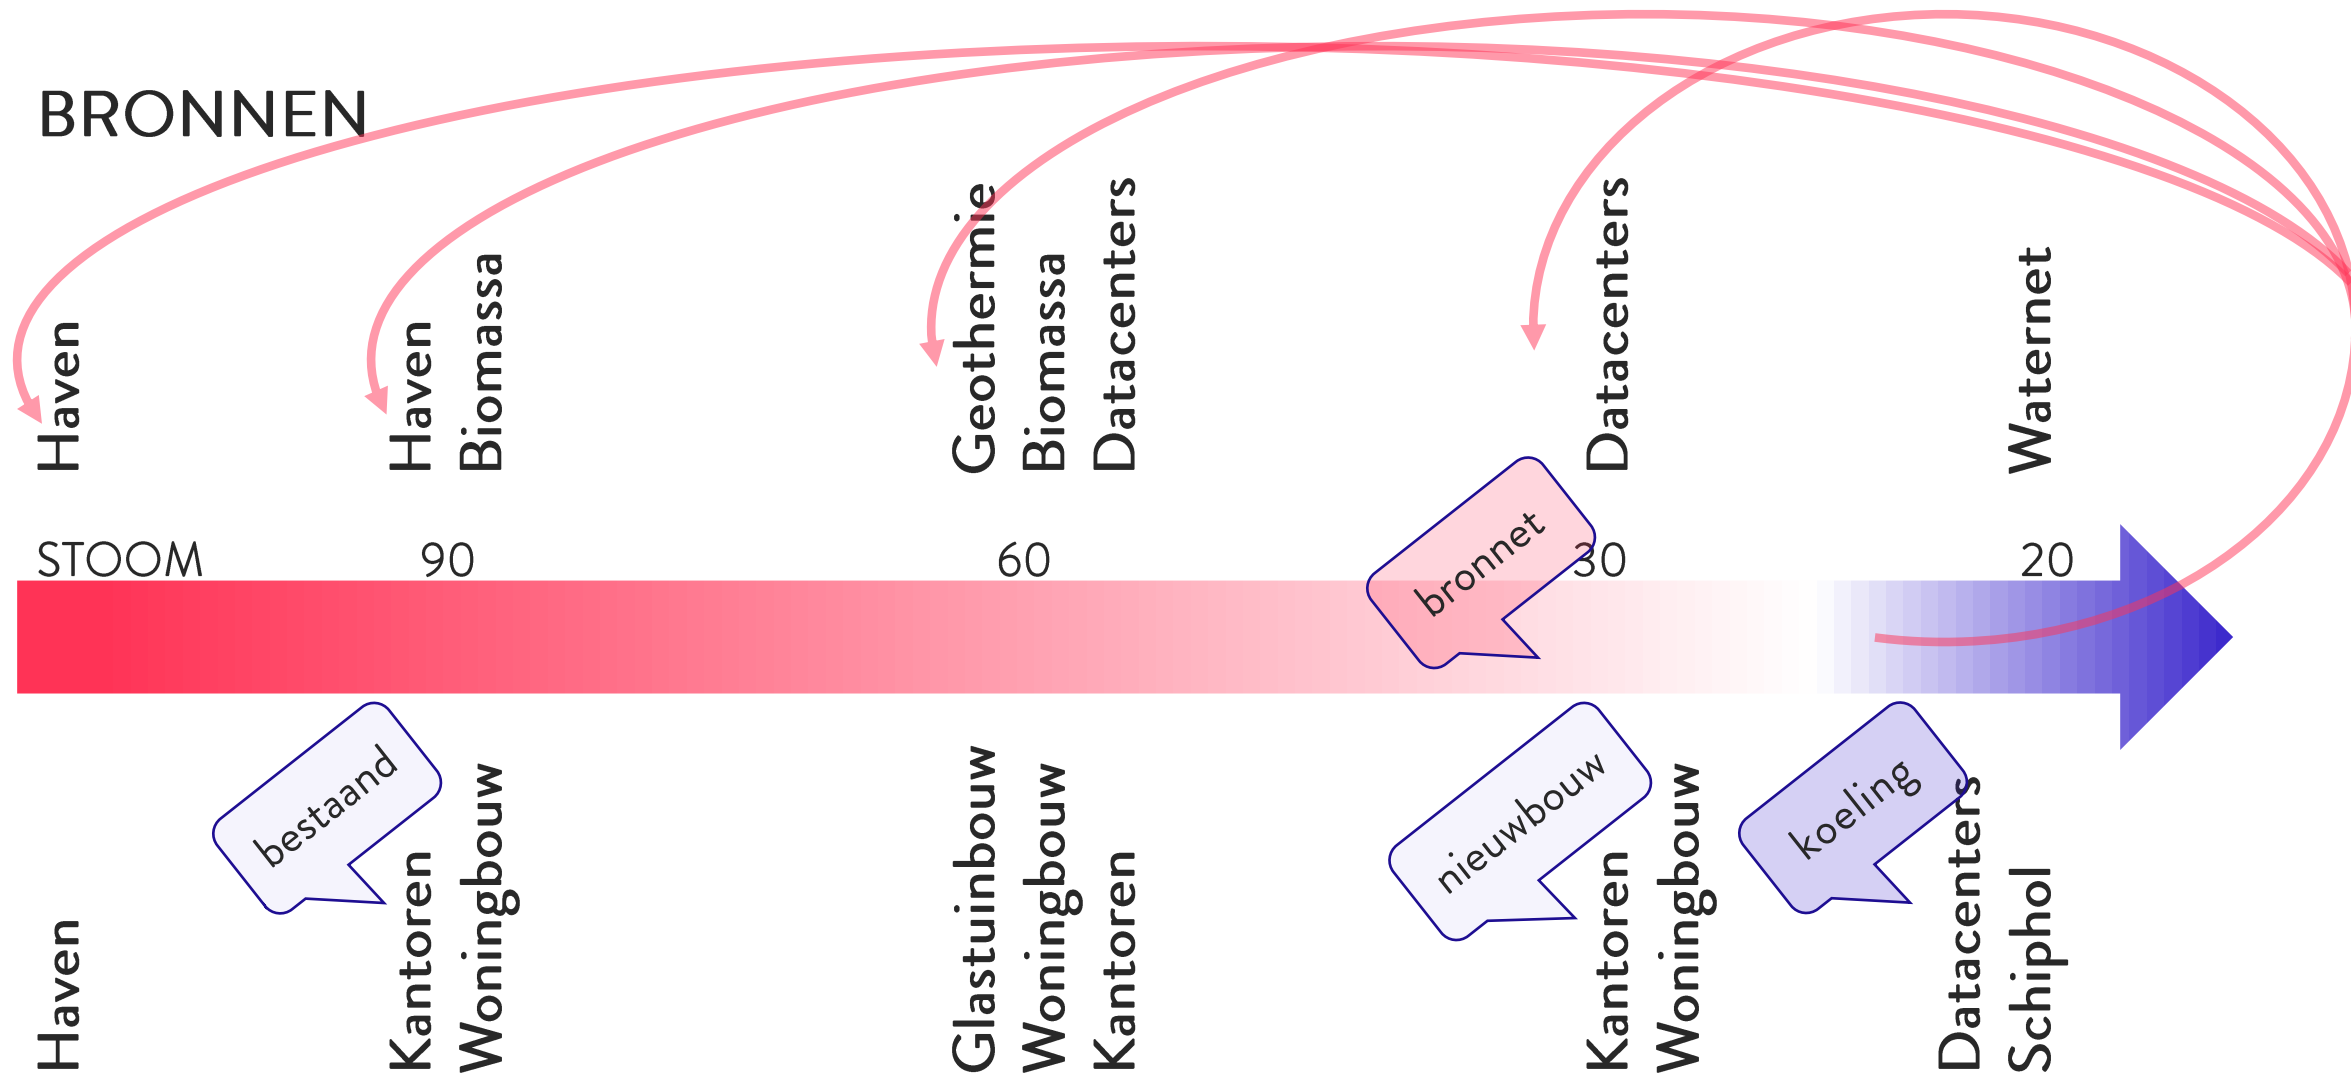 BRONNEN
Haven
Haven
Biomassa
Geothermie
Biomassa
Datacenters
Datacenters
Waternet
STOOM
90
60
bronnet
30
20
bestaand
nieuwbouw
koeling
Haven
Kantoren
Woningbouw
Glastuinbouw
Woningbouw
Kantoren
Kantoren
Woningbouw
Datacenters
Schiphol